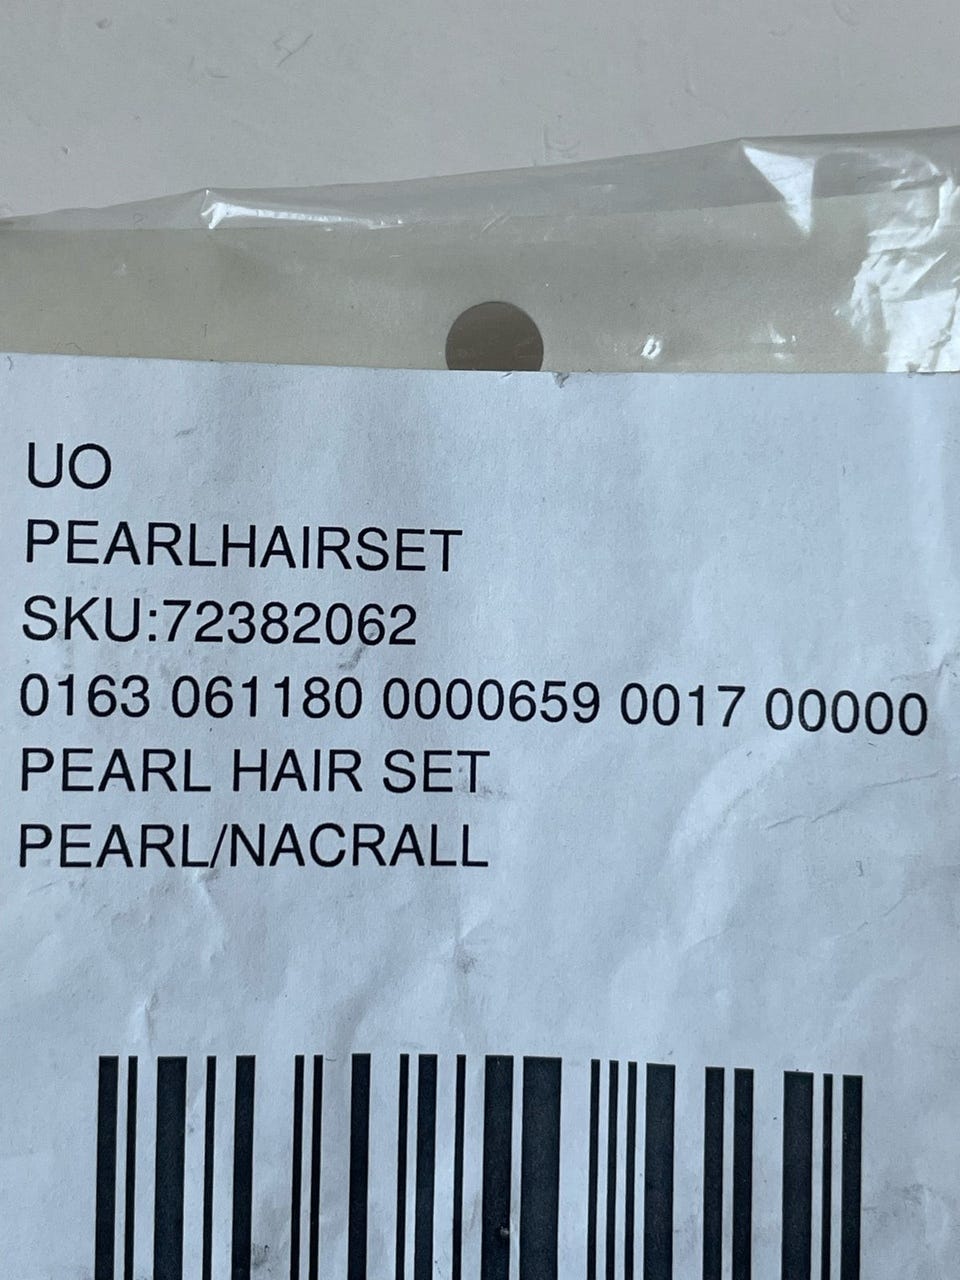 UO
PEARLHAIRSET
SKU:72382062
0163 061180 0000659 0017 00000
PEARL HAIR SET
PEARL/NACRALL